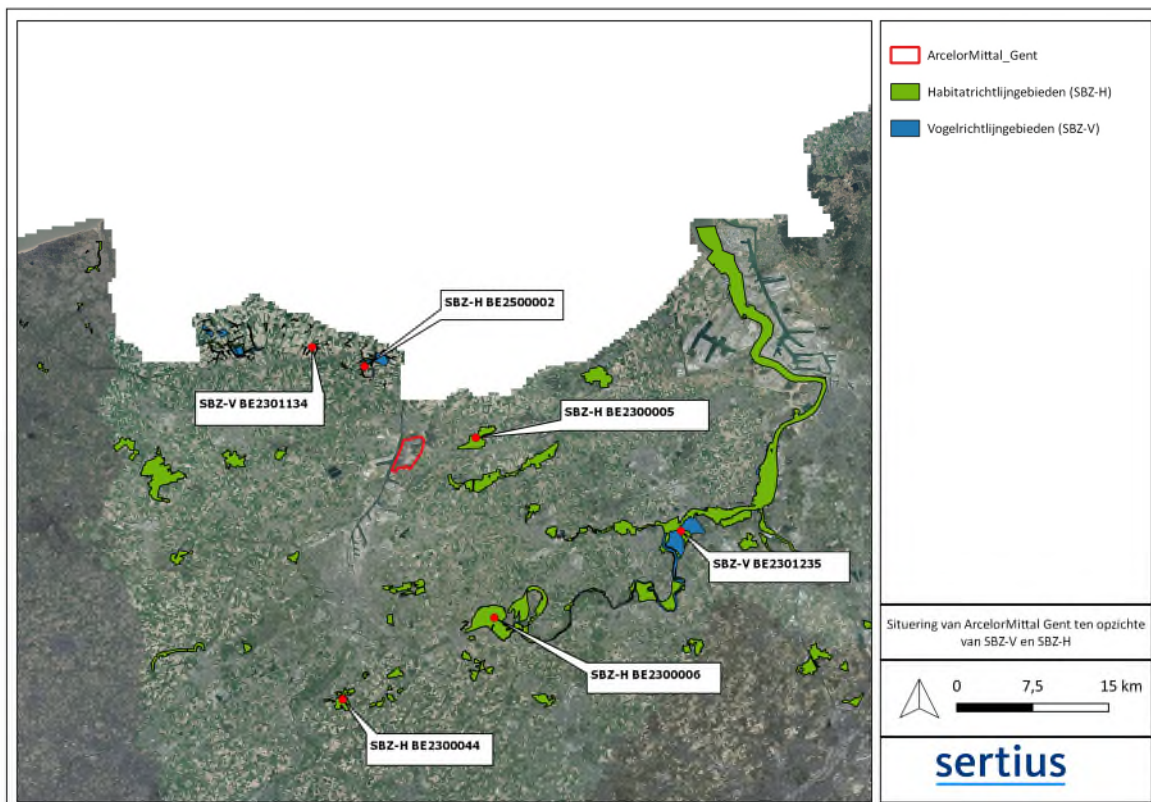 SBZ-H BE2500002
SBZ-V BE2301134
SBZ-H BE2300005
SBZ-V BE2301235
SBZ-H BE2300006
SBZ-H BE2300044
ArcelorMittal_Gent
Habitatrichtlijngebieden (SBZ-H)
Vogelrichtlijngebieden (SBZ-V)
Situering van ArcelorMittal Gent ten opzichte
van SBZ-V en SBZ-H
0 7,5 15 km
sertius